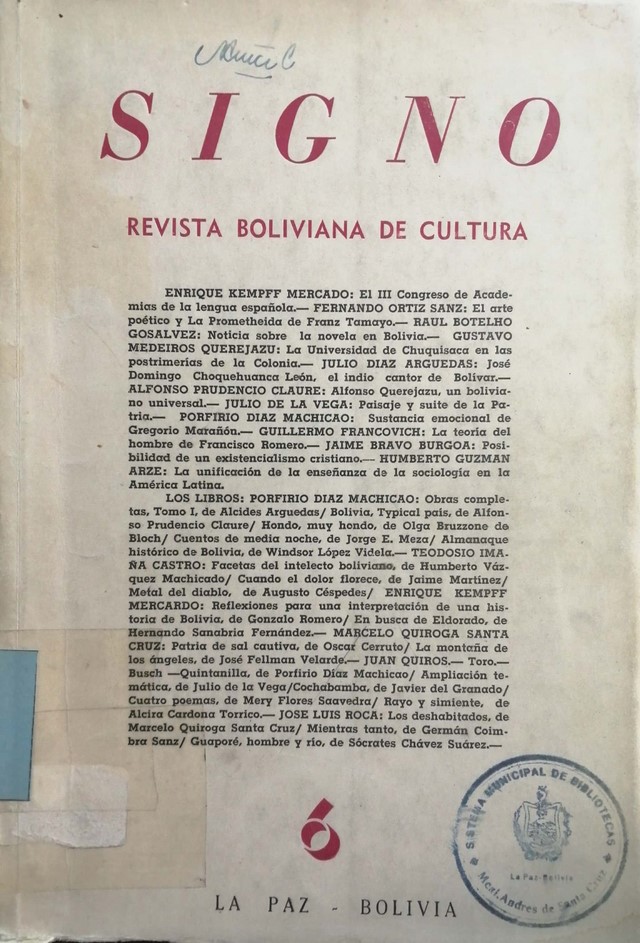 SIGNO
REVISTA BOLIVIANA DE CULTURA
ENRIQUE KEMPFF MERCADO: El III Congreso de Acade-
mias de la lengua española.— FERNANDO ORTIZ SANZ: El arte
poético y La Prometheida de Franz Tamayo.— RAUL BOTELHO
GOSALVEZ: Noticia sobre la novela en Bolivia.— GUSTAVO
MEDEIROS QUEREJAZU: La Universidad de Chuquisaca en las
postrimerías de la Colonia.— JULIO DIAZ ARGUEDAS: José
Domingo Choquehuanca León, el indio cantor de Bolívar.—
ALFONSO PRUDENCIO CLAURE: Alfonso Querejazu, un bolivia-
no universal.— JULIO DE LA VEGA: Paisaje y suite de la Pa-
tria.— PORFIRIO DIAZ MACHICAO: Sustancia emocional de
Gregorio Marañón.— GUILLERMO FRANCOVICH: La teoría del
hombre de Francisco Romero.— JAIME BRAVO BURGOA: Posi-
bilidad de un existencialismo cristiano.— HUMBERTO GUZMAN
ARZE: La unificación de la enseñanza de la sociología en la
América Latina.
LOS LIBROS: PORFIRIO DIAZ MACHICAO: Obras comple-
tas, Tomo I, de Alcides Arguedas/ Bolivia, Typical país, de Alfon-
so Prudencio Claure/ Hondo, muy hondo, de Olga Bruzzone de
Bloch/ Cuentos de media noche, de Jorge E. Meza/ Almanaque
histórico de Bolivia, de Windsor López Videla.— TEODOSIO IMA-
ÑA CASTRO: Facetas del intelecto boliviano, de Humberto Váz-
quez Machicado/ Cuando el dolor florece, de Jaime Martínez/
Metal del diablo, de Augusto Céspedes/ ENRIQUE KEMPFF
MERCARDO: Reflexiones para una interpretación de una his-
toria de Bolivia, de Gonzalo Romero/ En busca de Eldorado, de
Hernando Sanabria Fernández.— MARCELO QUIROGA SANTA
CRUZ: Patria de sal cautiva, de Oscar Cerruto/ La montaña de
los ángeles, de José Fellman Velarde.— JUAN QUIROS.— Toro.—
Busch —Quintanilla, de Porfirio Díaz Machicao/ Ampliación te-
mática, de Julio de la Vega/Cochabamba, de Javier del Granado/
Cuatro poemas, de Mery Flores Saavedra/ Rayo y simiente, de
Alcira Cardona Torrico.— JOSE LUIS ROCA: Los deshabitados, de
Marcelo Quiroga Santa Cruz/ Mientras tanto, de Germán Coim-
bra Sanz/ Guaporé, hombre y río, de Sócrates Chávez Suárez.—
6
SISTEMA MUNICIPAL DE BIBLIOTECAS
La Paz-Bolivia
Mcal. Andres de Santa Cruz
LA PAZ - BOLIVIA